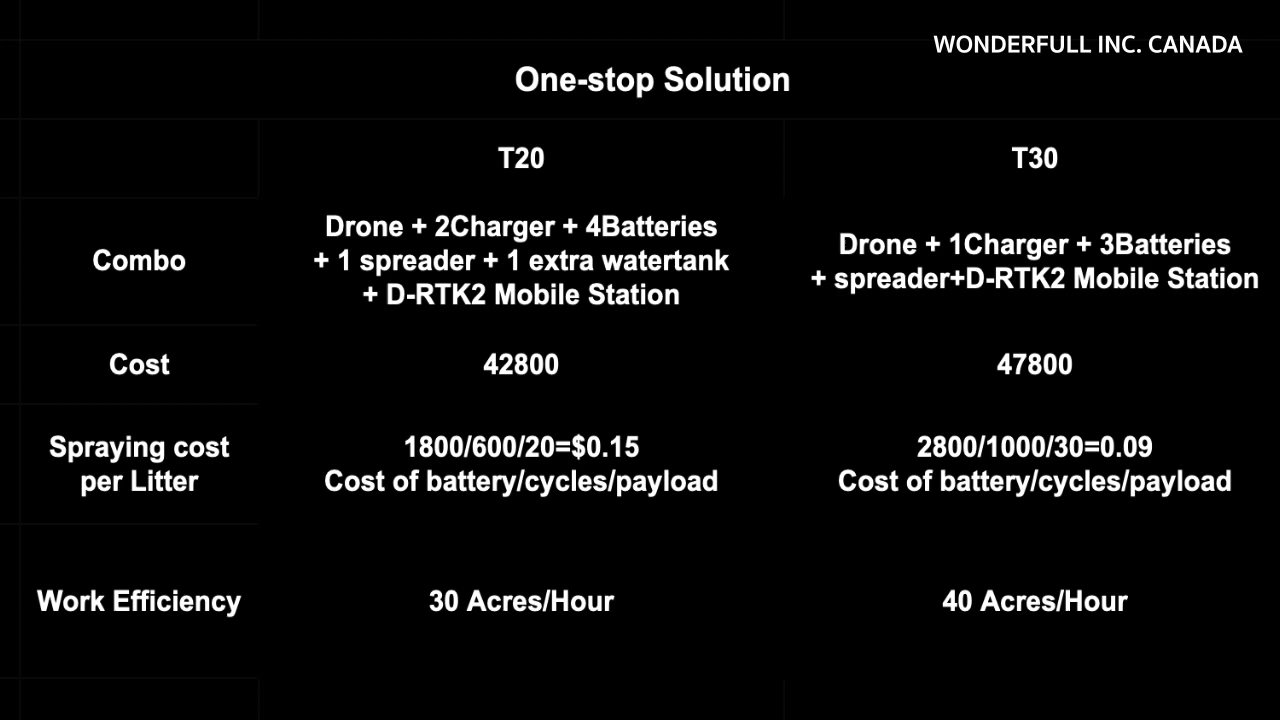 WONDERFULL INC. CANADA
One-stop Solution
T20
T30
Combo
Drone + 2Charger + 4Batteries
+ 1 spreader + 1 extra watertank
+ D-RTK2 Mobile Station
Drone + 1Charger + 3Batteries
+ spreader+D-RTK2 Mobile Station
Cost
42800
47800
Spraying cost
per Litter
1800/600/20=$0.15
Cost of battery/cycles/payload
2800/1000/30=0.09
Cost of battery/cycles/payload
Work Efficiency
30 Acres/Hour
40 Acres/Hour